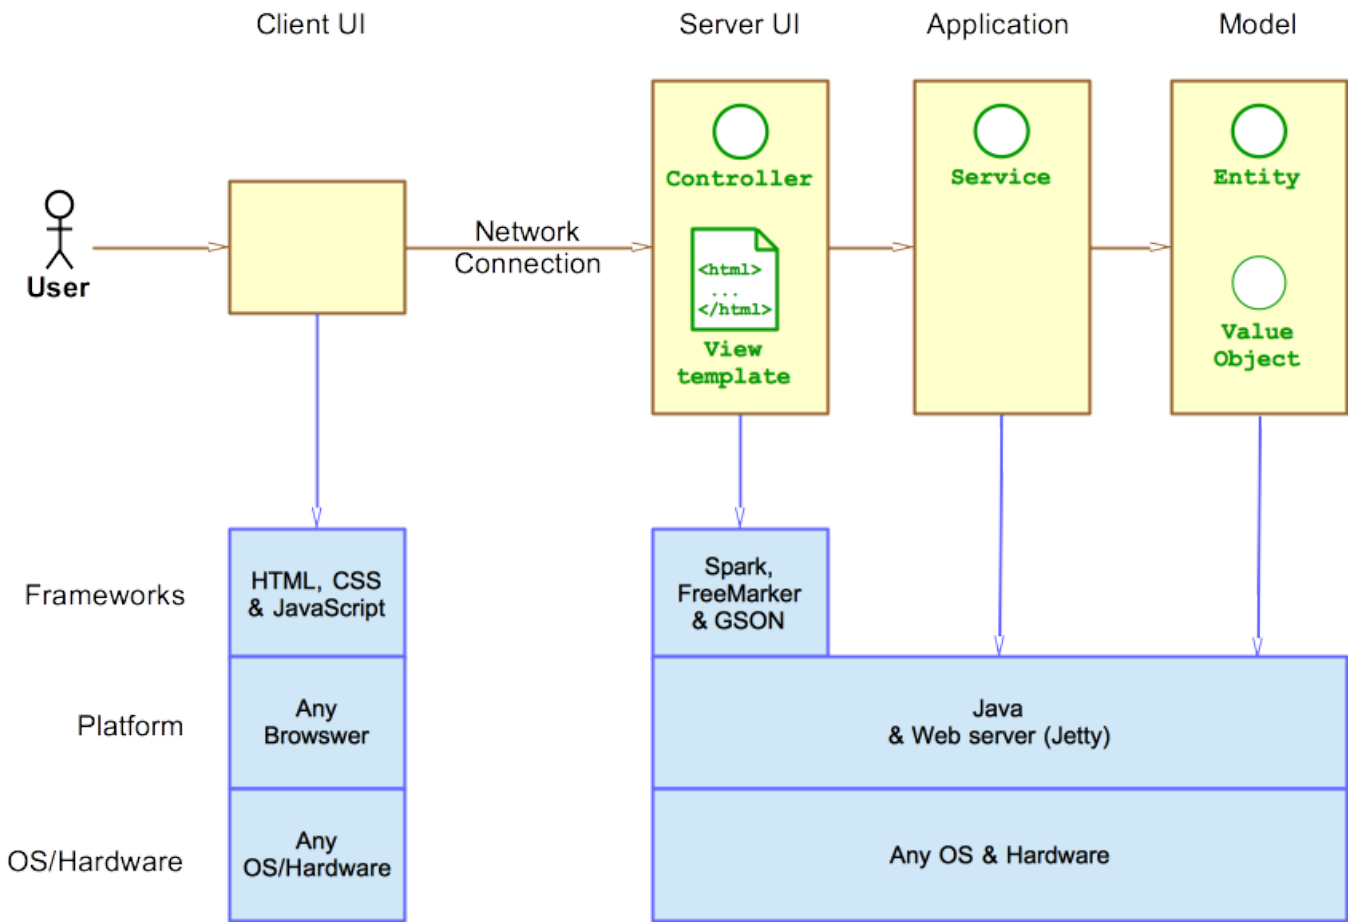 Client UI
Server UI
Application
Model
Controller
Service
Entity
User
Network
Connection
<html>
...
</html>
View
template
Value
Object
Frameworks
HTML, CSS
& JavaScript
Spark,
FreeMarker
& GSON
Platform
Any
Browswer
Java
& Web server (Jetty)
OS/Hardware
Any
OS/Hardware
Any OS & Hardware